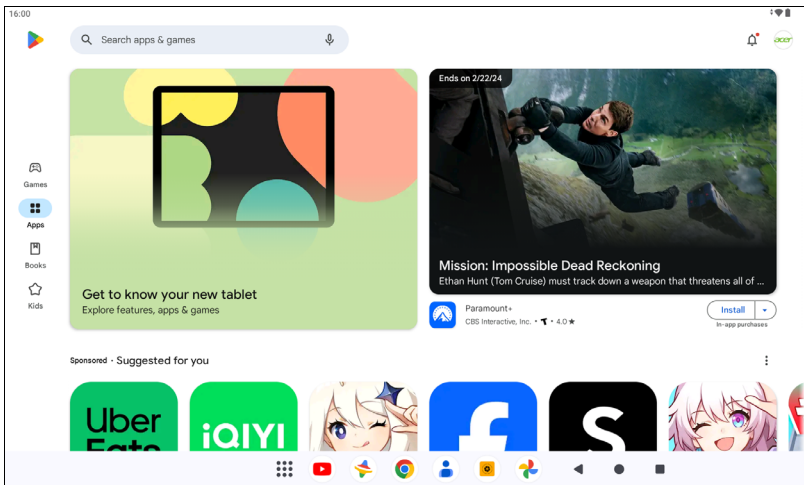 16:00
Search apps & games
acer
Ends on 2/22/24
Games
Apps
Books
Kids
Get to know your new tablet
Explore features, apps & games
Mission: Impossible Dead Reckoning
Ethan Hunt (Tom Cruise) must track down a weapon that threatens all of ...
Paramount+
CBS Interactive, Inc. • T • 4.0 ★
Install
In-app purchases
Sponsored · Suggested for you
Uber
Eats
iQIYI
f
S